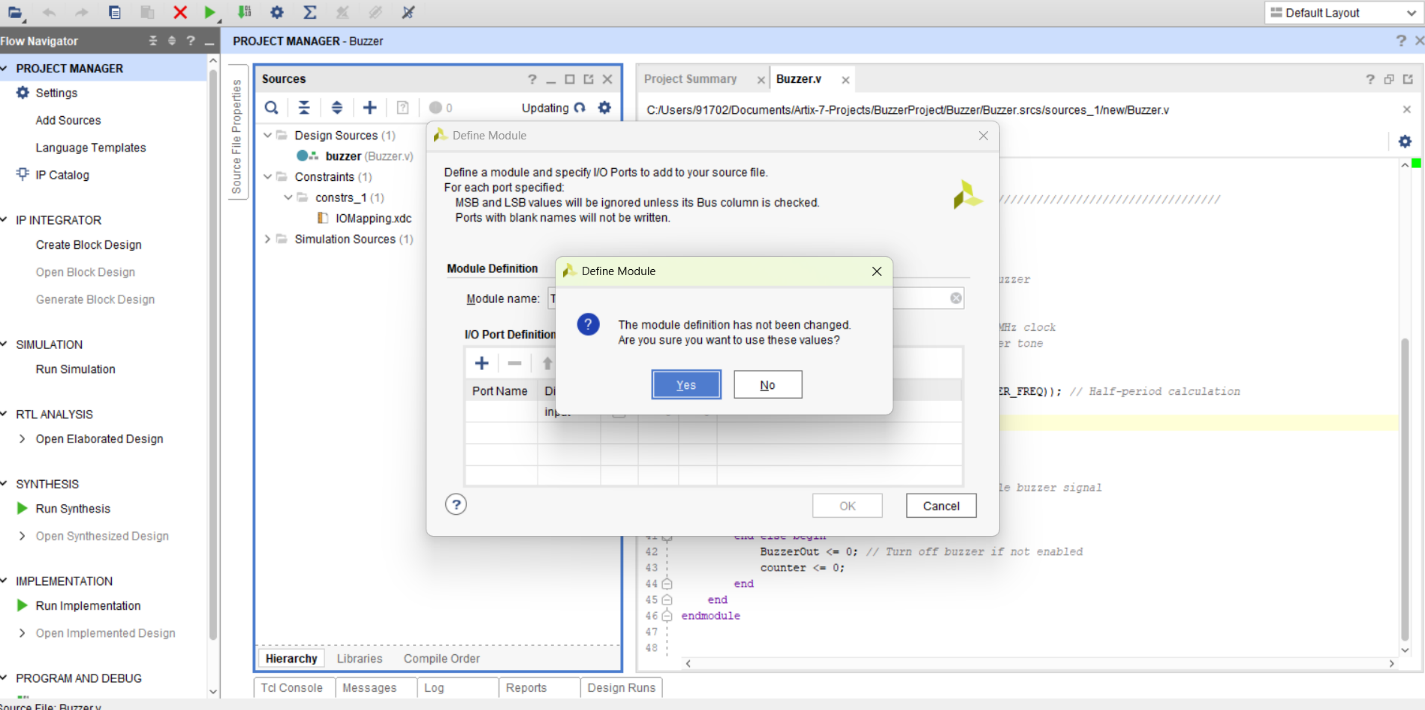 Default Layout
Flow Navigator
PROJECT MANAGER - Buzzer
PROJECT MANAGER
Settings
Add Sources
Language Templates
IP Catalog
IP INTEGRATOR
Create Block Design
Open Block Design
Generate Block Design
SIMULATION
Run Simulation
RTL ANALYSIS
Open Elaborated Design
SYNTHESIS
Run Synthesis
Open Synthesized Design
IMPLEMENTATION
Run Implementation
Open Implemented Design
PROGRAM AND DEBUG
Source File: Buzzer.v
Source File Properties
Sources
0
Updating
Design Sources (1)
buzzer (Buzzer.v)
Constraints (1)
constrs_1 (1)
IOMapping.xdc
Simulation Sources (1)
Hierarchy Libraries Compile Order
Tcl Console Messages Log Reports Design Runs
Project Summary Buzzer.v
C:/Users/91702/Documents/Artix-7-Projects/BuzzerProject/Buzzer/Buzzer.srcs/sources_1/new/Buzzer.v
MHz clock
ER_FREQ)); // Half-period calculation
le buzzer signal
42 BuzzerOut <= 0; // Turn off buzzer if not enabled
43 counter <= 0;
44 end
45 end
46 endmodule
47
48
Define Module
Define a module and specify I/O Ports to add to your source file.
For each port specified:
MSB and LSB values will be ignored unless its Bus column is checked.
Ports with blank names will not be written.
Module Definition
Module name:
I/O Port Definition
Port Name Di
OK Cancel
Define Module
The module definition has not been changed.
Are you sure you want to use these values?
Yes No